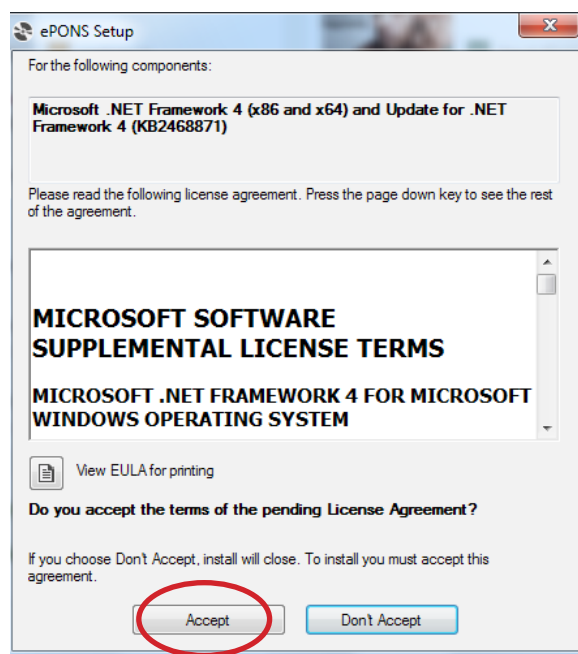 ePONS Setup
For the following components:
Microsoft .NET Framework 4 (x86 and x64) and Update for .NET
Framework 4 (KB2468871)
Please read the following license agreement. Press the page down key to see the rest
of the agreement.
MICROSOFT SOFTWARE
SUPPLEMENTAL LICENSE TERMS
MICROSOFT .NET FRAMEWORK 4 FOR MICROSOFT
WINDOWS OPERATING SYSTEM
View EULA for printing
Do you accept the terms of the pending License Agreement?
If you choose Don't Accept, install will close. To install you must accept this
agreement.
Accept Don't Accept